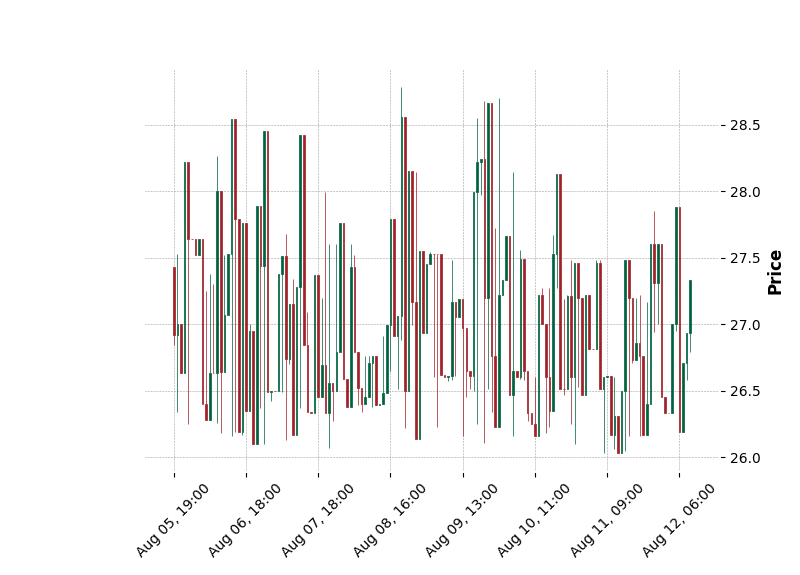 28.5
28.0
27.5
27.0
26.5
26.0
Price
Aug 05, 19:00
Aug 06, 18:00
Aug 07, 18:00
Aug 08, 16:00
Aug 09, 13:00
Aug 10, 11:00
Aug 11, 09:00
Aug 12, 06:00